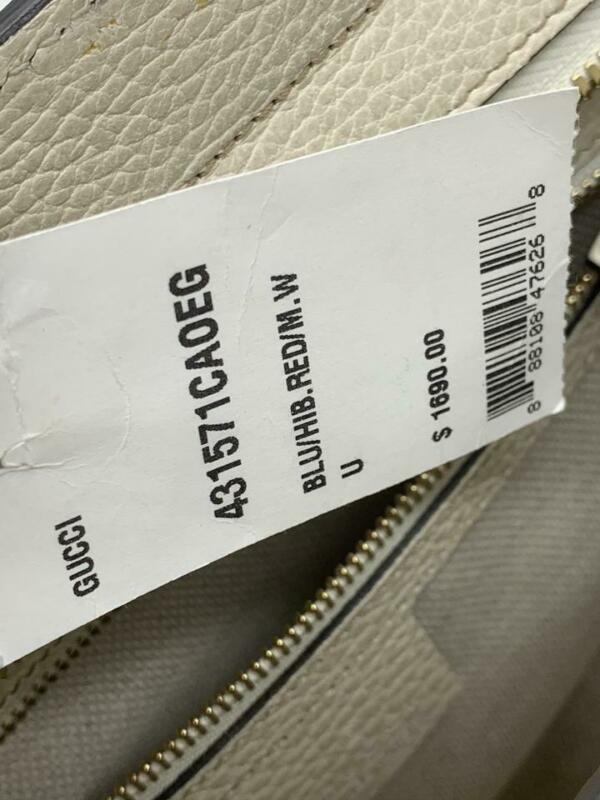 GUCCI
431571CAOEG
BLU/HIB.RED/M.W
U
$ 1690.00
8 88108 47626 8